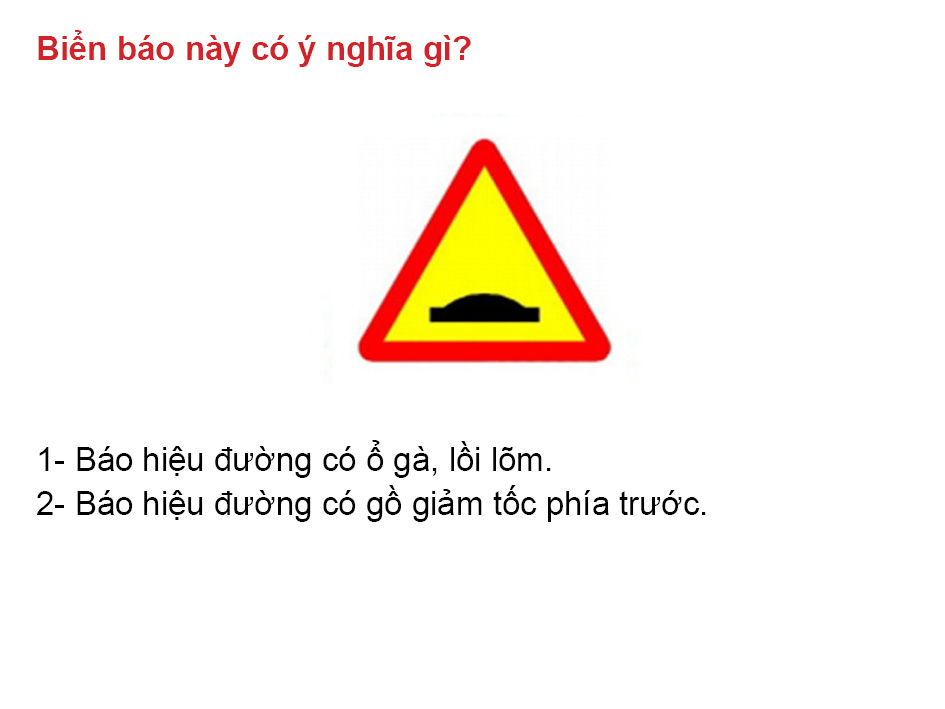 Biển báo này có ý nghĩa gì?
1- Báo hiệu đường có ổ gà, lồi lõm.
2- Báo hiệu đường có gồ giảm tốc phía trước.